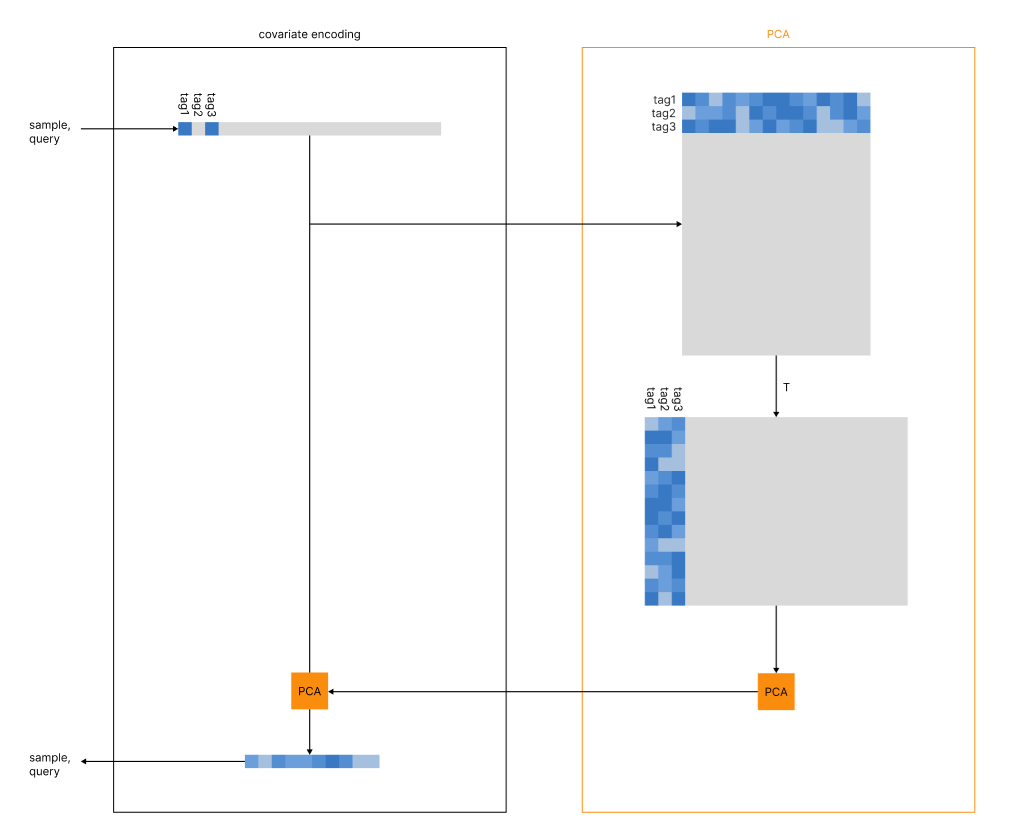 covariate encoding
PCA
tag1
tag2
tag3
sample,
query
tag1
tag2
tag3
T
tag1
tag2
tag3
PCA
PCA
sample,
query